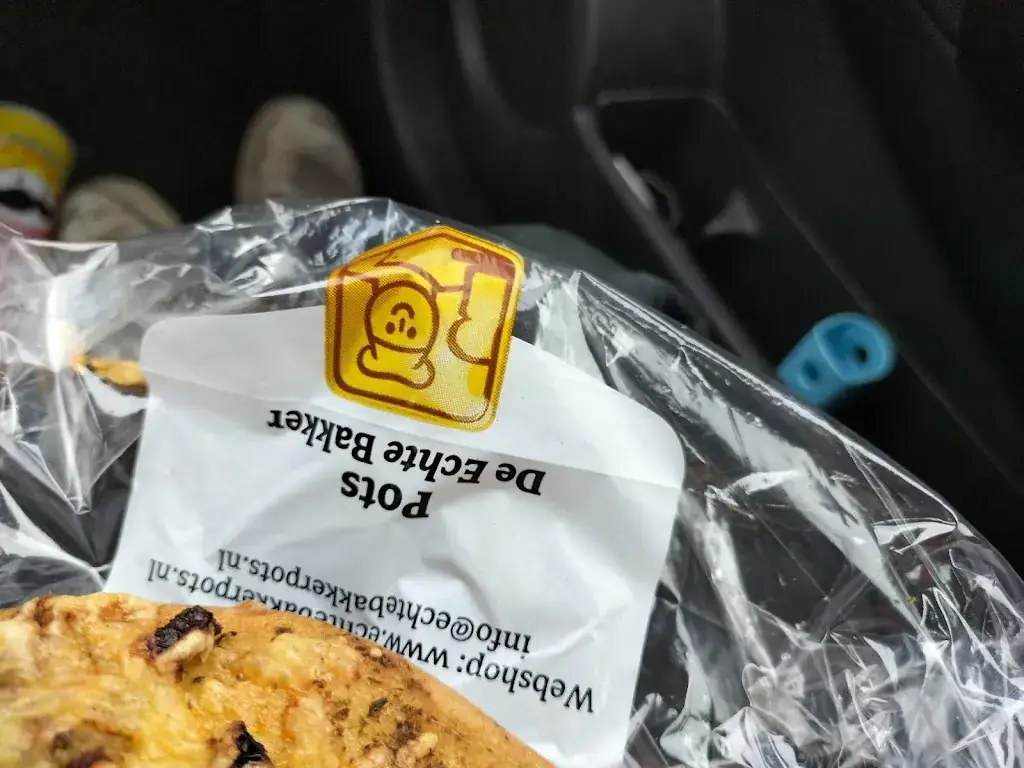 De Echte Bakker
Pots
info@echtebakkerpots.nl
Webshop: www.echtebakkerpots.nl